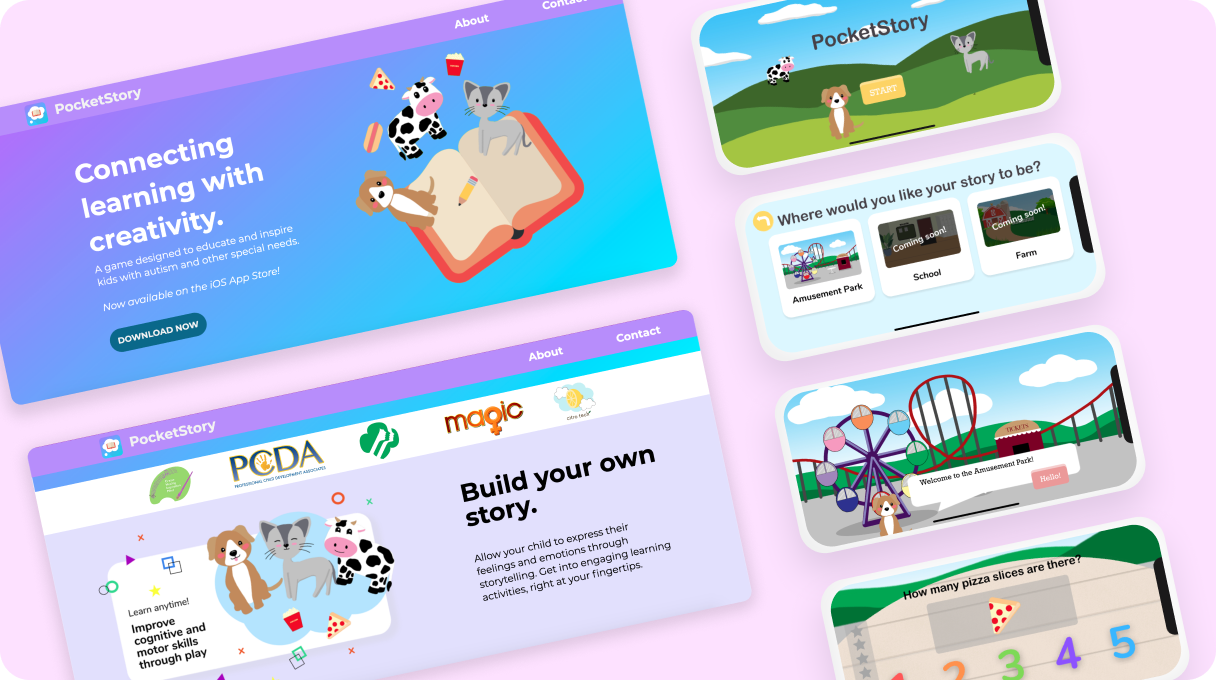 About
Contact
PocketStory
Connecting
learning with
creativity.
A game designed to educate and inspire
kids with autism and other special needs.
Now available on the iOS App Store!
DOWNLOAD NOW
About
Contact
PocketStory
PCDA
PROFESSIONAL CHILD DEVELOPMENT ASSOCIATES
magic
citro tech
Learn anytime!
Improve
cognitive and
motor skills
through play
Build your own
story.
Allow your child to express their
feelings and emotions through
storytelling. Get into engaging learning
activities, right at your fingertips.
PocketStory
START
Where would you like your story to be?
Coming soon!
Coming soon!
Amusement Park
School
Farm
TICKETS
Welcome to the Amusement Park!
Hello!
How many pizza slices are there?
1 2 3 4 5